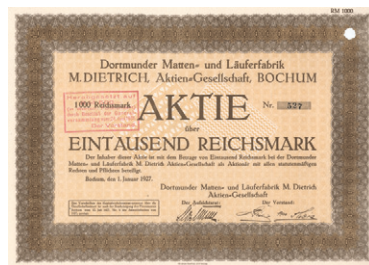 RM 1000.
Dortmunder Matten- und Läuferfabrik
M. DIETRICH, Aktien-Gesellschaft, BOCHUM
1000 Reichsmark
AKTIE
Nr. 527
über
EINTAUSEND REICHSMARK
Der Inhaber dieser Aktie ist mit dem Betrage von Eintausend Reichsmark bei der Dortmunder
Matten- und Läuferfabrik M. Dietrich Aktien-Gesellschaft als Aktionär mit allen statutenmäßigen
Rechten und Pflichten beteiligt.
Bochum, den 1. Januar 1927.
Dortmunder Matten- und Läuferfabrik M. Dietrich
Aktien-Gesellschaft
Der Aufsichtsrat:
Der Vorstand: